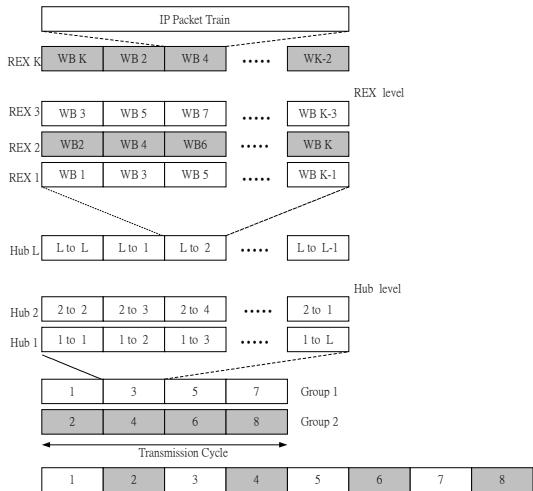 IP Packet Train
REX K WB K WB 2 WB 4 ..... WK-2
REX level
REX 3 WB 3 WB 5 WB 7 ..... WB K-3
REX 2 WB2 WB 4 WB6 ..... WB K
REX 1 WB 1 WB 3 WB 5 ..... WB K-1
Hub L L to L L to 1 L to 2 ..... L to L-1
Hub level
Hub 2 2 to 2 2 to 3 2 to 4 ..... 2 to 1
Hub 1 1 to 1 1 to 2 1 to 3 ..... 1 to L
1 3 5 7 Group 1
2 4 6 8 Group 2
Transmission Cycle
1 2 3 4 5 6 7 8